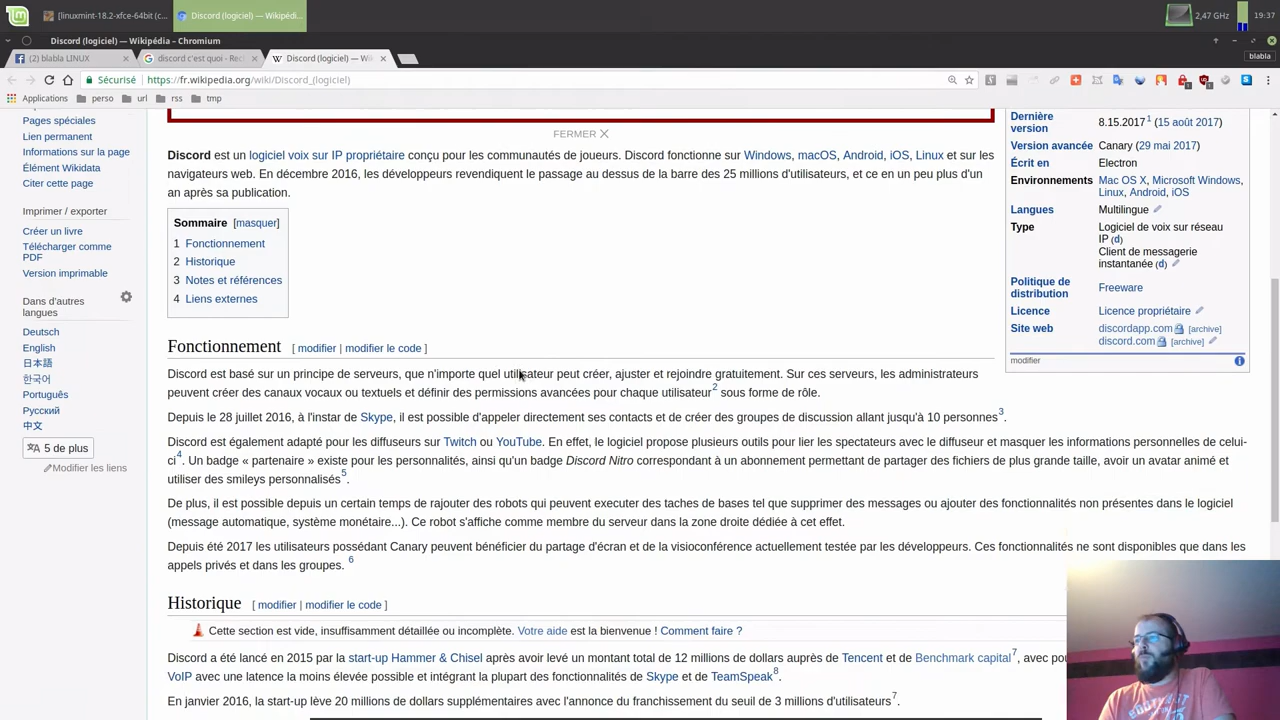 [linuxmint-18.2-xfce-64bit (c...
Discord (logiciel) — Wikipédi...
2,47 GHz
19:37
Discord (logiciel) — Wikipédia - Chromium
(2) blabla LINUX
discord c'est quoi - Rec
Discord (logiciel) — Wi
blabla
Sécurisé
https://fr.wikipedia.org/wiki/Discord_(logiciel)
Applications
perso
url
rss
tmp
Pages spéciales
Lien permanent
Informations sur la page
Élément Wikidata
Citer cette page
Imprimer / exporter
Créer un livre
Télécharger comme
PDF
Version imprimable
Dans d'autres
langues
Deutsch
English
日本語
한국어
Português
Русский
中文
5 de plus
Modifier les liens
FERMER
Discord est un logiciel voix sur IP propriétaire conçu pour les communautés de joueurs. Discord fonctionne sur Windows, macOS, Android, iOS, Linux et sur les
navigateurs web. En décembre 2016, les développeurs revendiquent le passage au dessus de la barre des 25 millions d'utilisateurs, et ce en un peu plus d'un
an après sa publication.
Sommaire [masquer]
1 Fonctionnement
2 Historique
3 Notes et références
4 Liens externes
Fonctionnement [ modifier | modifier le code ]
Discord est basé sur un principe de serveurs, que n'importe quel utilisateur peut créer, ajuster et rejoindre gratuitement. Sur ces serveurs, les administrateurs
peuvent créer des canaux vocaux ou textuels et définir des permissions avancées pour chaque utilisateur2 sous forme de rôle.
Depuis le 28 juillet 2016, à l'instar de Skype, il est possible d'appeler directement ses contacts et de créer des groupes de discussion allant jusqu'à 10 personnes3.
Discord est également adapté pour les diffuseurs sur Twitch ou YouTube. En effet, le logiciel propose plusieurs outils pour lier les spectateurs avec le diffuseur et masquer les informations personnelles de celui-
ci4. Un badge « partenaire » existe pour les personnalités, ainsi qu'un badge Discord Nitro correspondant à un abonnement permettant de partager des fichiers de plus grande taille, avoir un avatar animé et
utiliser des smileys personnalisés5.
De plus, il est possible depuis un certain temps de rajouter des robots qui peuvent executer des taches de bases tel que supprimer des messages ou ajouter des fonctionnalités non présentes dans le logiciel
(message automatique, système monétaire...). Ce robot s'affiche comme membre du serveur dans la zone droite dédiée à cet effet.
Depuis été 2017 les utilisateurs possédant Canary peuvent bénéficier du partage d'écran et de la visioconférence actuellement testée par les développeurs. Ces fonctionnalités ne sont disponibles que dans les
appels privés et dans les groupes. 6
Historique [ modifier | modifier le code ]
Cette section est vide, insuffisamment détaillée ou incomplète. Votre aide est la bienvenue ! Comment faire ?
Discord a été lancé en 2015 par la start-up Hammer & Chisel après avoir levé un montant total de 12 millions de dollars auprès de Tencent et de Benchmark capital7, avec pou
VoIP avec une latence la moins élevée possible et intégrant la plupart des fonctionnalités de Skype et de TeamSpeak8.
En janvier 2016, la start-up lève 20 millions de dollars supplémentaires avec l'annonce du franchissement du seuil de 3 millions d'utilisateurs7.
Dernière version 8.15.20171 (15 août 2017)
Version avancée Canary (29 mai 2017)
Écrit en Electron
Environnements Mac OS X, Microsoft Windows,
Linux, Android, iOS
Langues Multilingue
Type Logiciel de voix sur réseau
IP (d)
Client de messagerie
instantanée (d)
Politique de distribution Freeware
Licence Licence propriétaire
Site web discordapp.com [archive]
discord.com [archive]
modifier